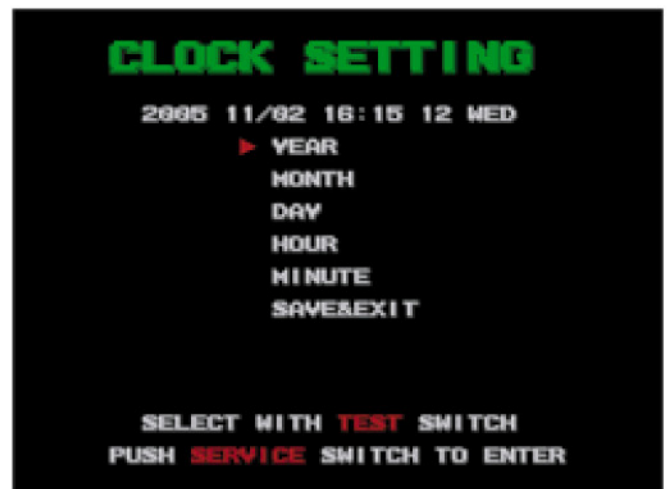 CLOCK SETTING
2005 11/02 16:15 12 WED
YEAR
MONTH
DAY
HOUR
MINUTE
SAVE&EXIT
SELECT WITH TEST SWITCH
PUSH SERVICE SWITCH TO ENTER